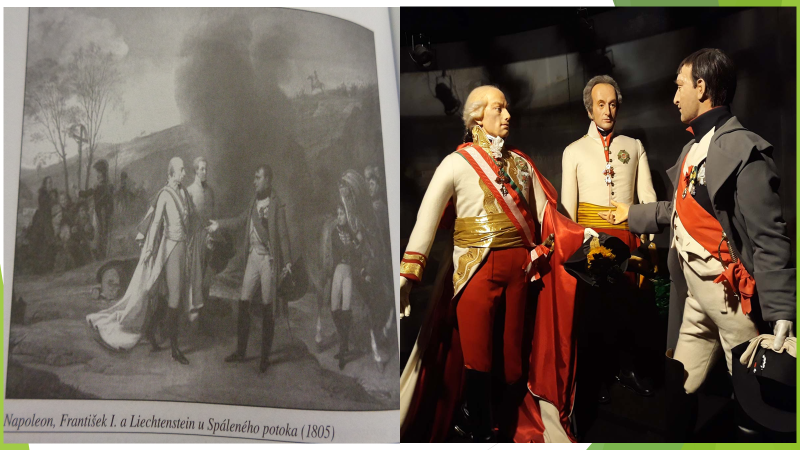 Napoleon, František I. a Liechtenstein u Spáleného potoka (1805)